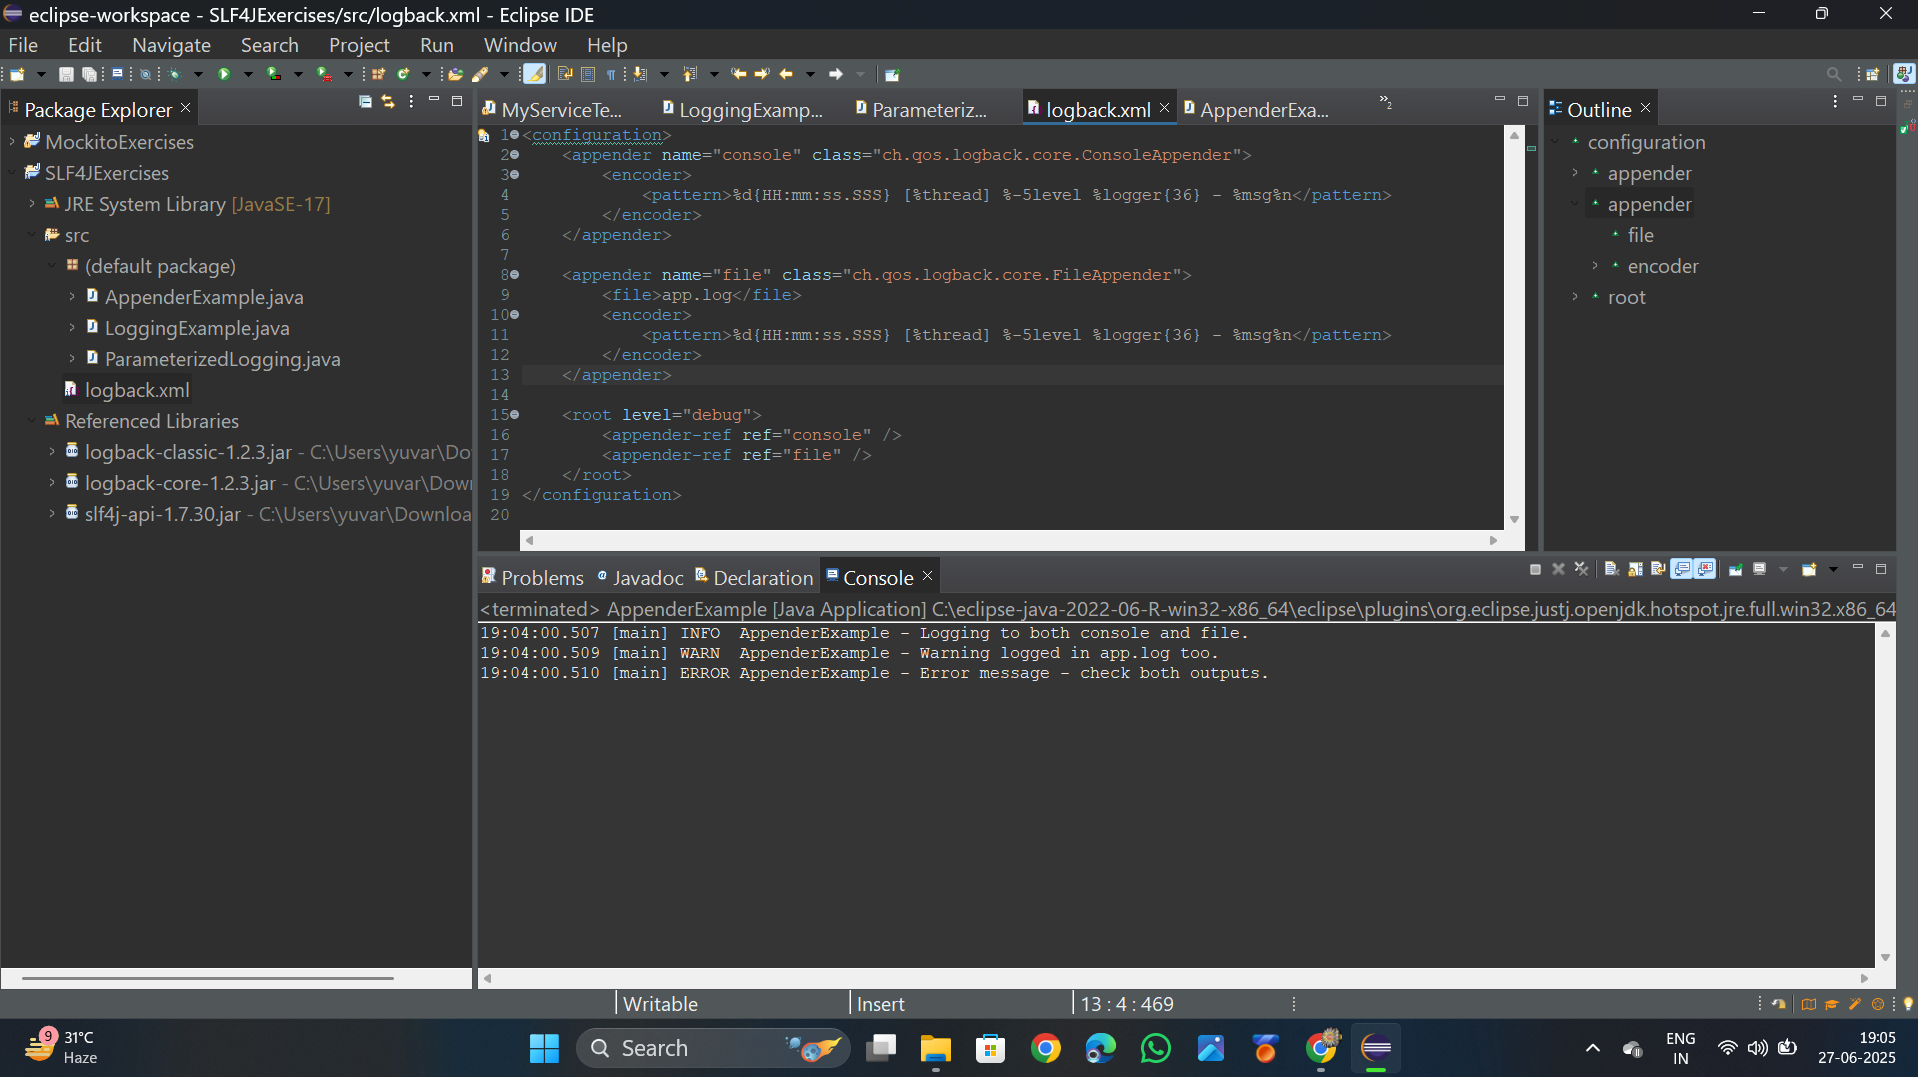 eclipse-workspace - SLF4JExercises/src/logback.xml - Eclipse IDE
File Edit Navigate Search Project Run Window Help
Package Explorer
MockitoExercises
SLF4JExercises
JRE System Library [JavaSE-17]
src
(default package)
AppenderExample.java
LoggingExample.java
ParameterizedLogging.java
logback.xml
Referenced Libraries
logback-classic-1.2.3.jar - C:\Users\yuvar\Do
logback-core-1.2.3.jar - C:\Users\yuvar\Dow
slf4j-api-1.7.30.jar - C:\Users\yuvar\Downloa
MyServiceTe... LoggingExamp... Parameteriz... logback.xml AppenderExa... »2
1 <configuration>
2     <appender name="console" class="ch.qos.logback.core.ConsoleAppender">
3         <encoder>
4             <pattern>%d{HH:mm:ss.SSS} [%thread] %-5level %logger{36} - %msg%n</pattern>
5         </encoder>
6     </appender>
7
8     <appender name="file" class="ch.qos.logback.core.FileAppender">
9         <file>app.log</file>
10         <encoder>
11             <pattern>%d{HH:mm:ss.SSS} [%thread] %-5level %logger{36} - %msg%n</pattern>
12         </encoder>
13     </appender>
14
15     <root level="debug">
16         <appender-ref ref="console" />
17         <appender-ref ref="file" />
18     </root>
19 </configuration>
20
Outline
configuration
appender
appender
file
encoder
root
Problems Javadoc Declaration Console
<terminated> AppenderExample [Java Application] C:\eclipse-java-2022-06-R-win32-x86_64\eclipse\plugins\org.eclipse.justj.openjdk.hotspot.jre.full.win32.x86_64
19:04:00.507 [main] INFO  AppenderExample - Logging to both console and file.
19:04:00.509 [main] WARN  AppenderExample - Warning logged in app.log too.
19:04:00.510 [main] ERROR AppenderExample - Error message - check both outputs.
Writable Insert 13 : 4 : 469
9
31°C
Haze
Search
ENG
IN
19:05
27-06-2025